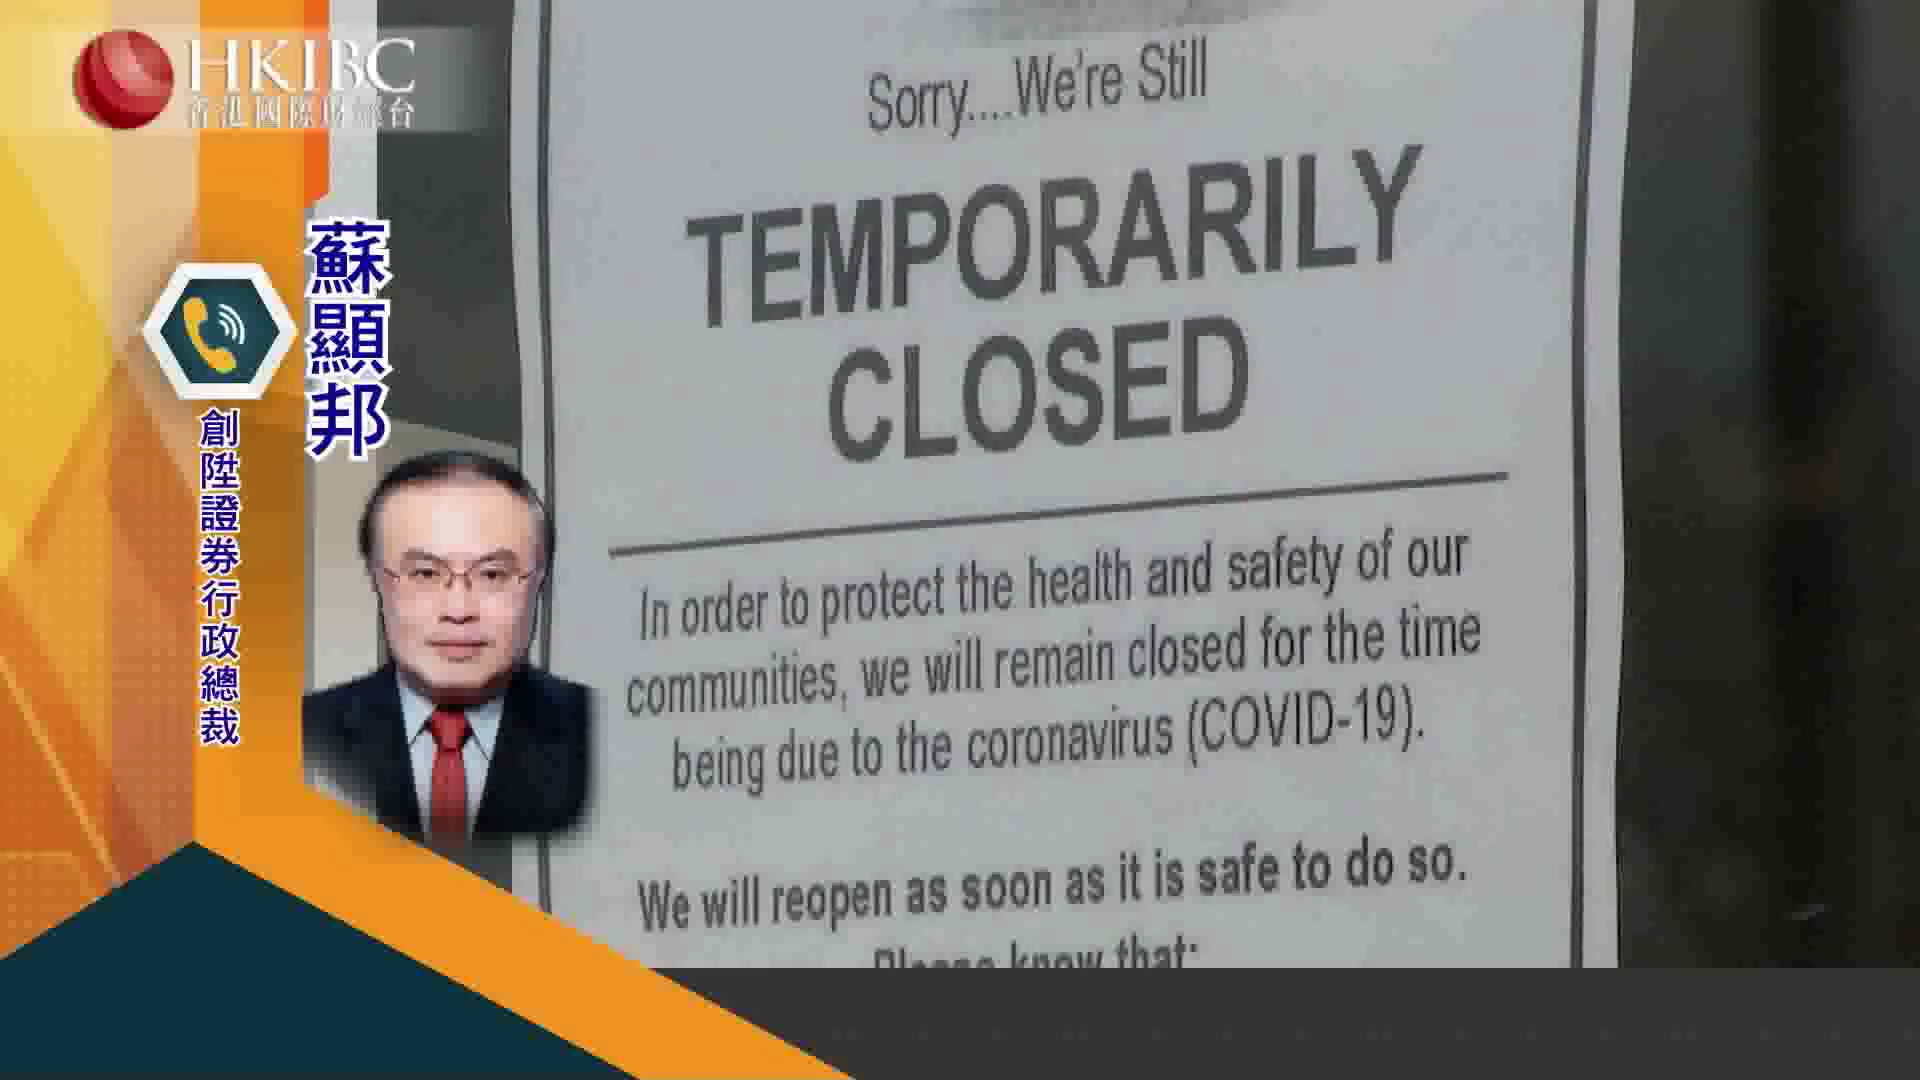 HKIBC
香港國際財經台
蘇顯邦
創陞證券行政總裁
Sorry....We're Still
TEMPORARILY
CLOSED
In order to protect the health and safety of our
communities, we will remain closed for the time
being due to the coronavirus (COVID-19).
We will reopen as soon as it is safe to do so.
Please know that: